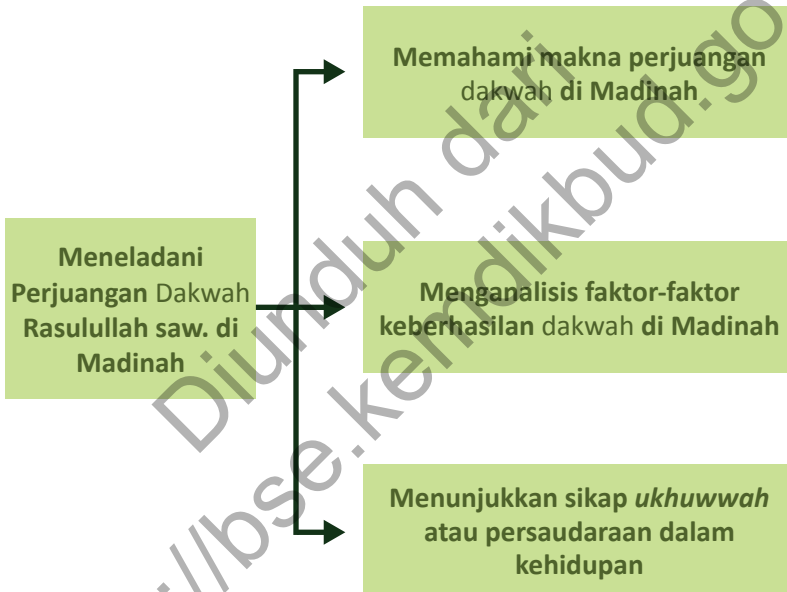 Memahami makna perjuangan
dakwah di Madinah
Meneladani
Perjuangan Dakwah
Rasulullah saw. di
Madinah
Menganalisis faktor-faktor
keberhasilan dakwah di Madinah
Menunjukkan sikap ukhuwwah
atau persaudaraan dalam
kehidupan
Diunduh dari
://bse.kemdikbud.go